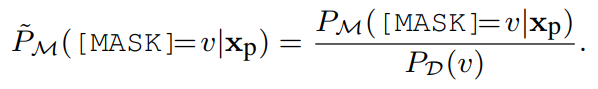 P̃_ℳ([MASK]=v|𝐱_p) = P_ℳ([MASK]=v|𝐱_p) / P_𝒟(v) .